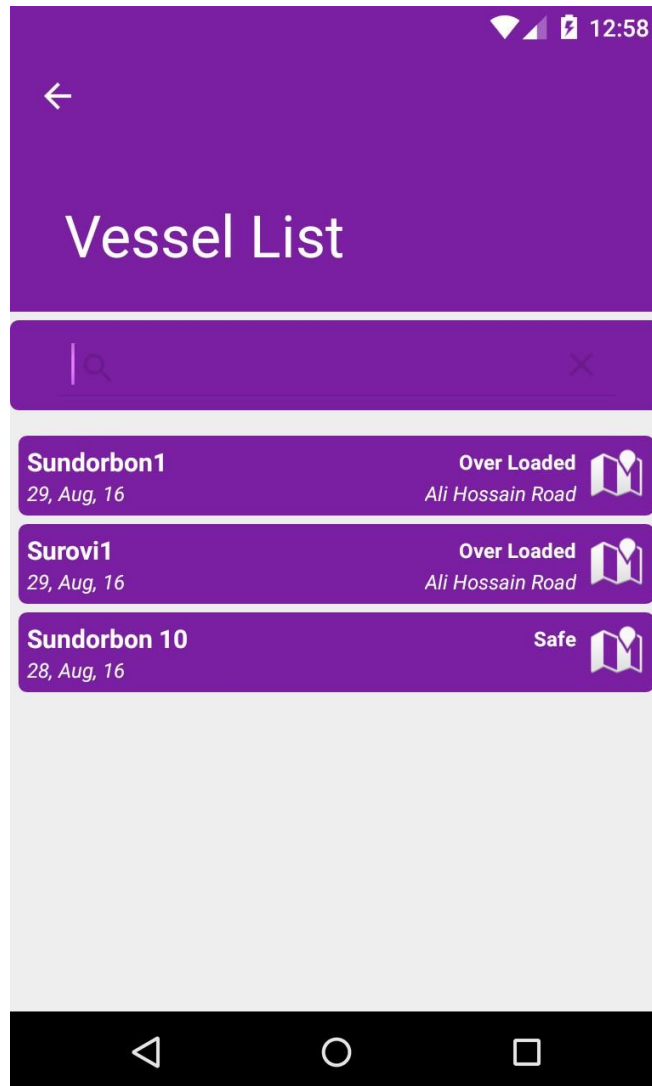 12:58
Vessel List
Sundorbon1 Over Loaded
29, Aug, 16 Ali Hossain Road
Surovi1 Over Loaded
29, Aug, 16 Ali Hossain Road
Sundorbon 10 Safe
28, Aug, 16